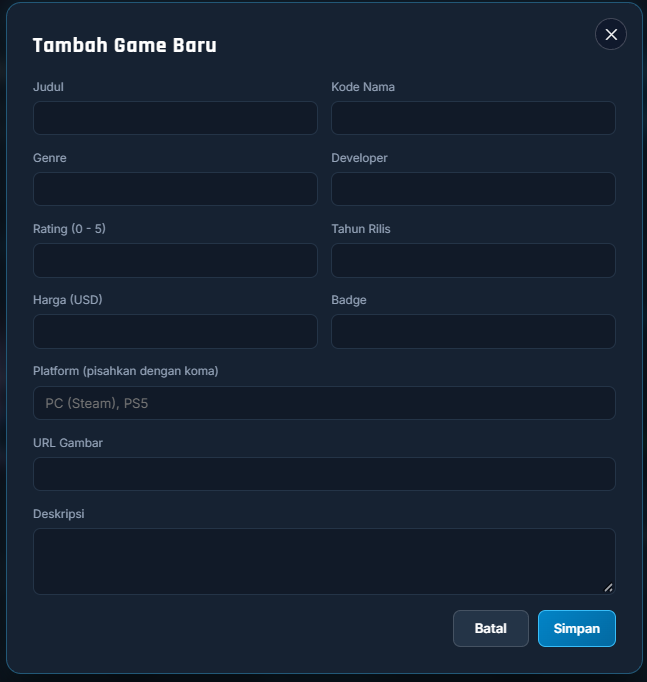 Tambah Game Baru
Judul
Kode Nama
Genre
Developer
Rating (0 - 5)
Tahun Rilis
Harga (USD)
Badge
Platform (pisahkan dengan koma)
PC (Steam), PS5
URL Gambar
Deskripsi
Batal
Simpan